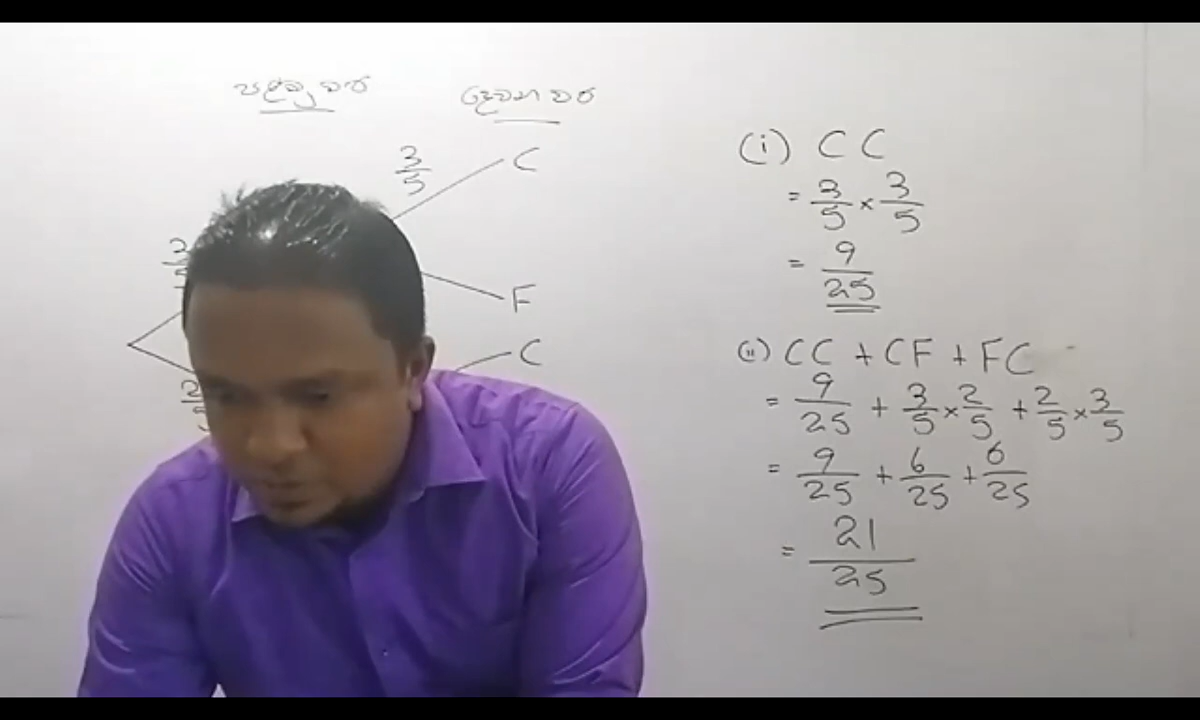 පළමු වර
දෙවන වර
3/5 C
F
C
(i) C C
= 3/5 × 3/5
= 9/25
(ii) CC + CF + FC
= 9/25 + 3/5 × 2/5 + 2/5 × 3/5
= 9/25 + 6/25 + 6/25
= 21/25